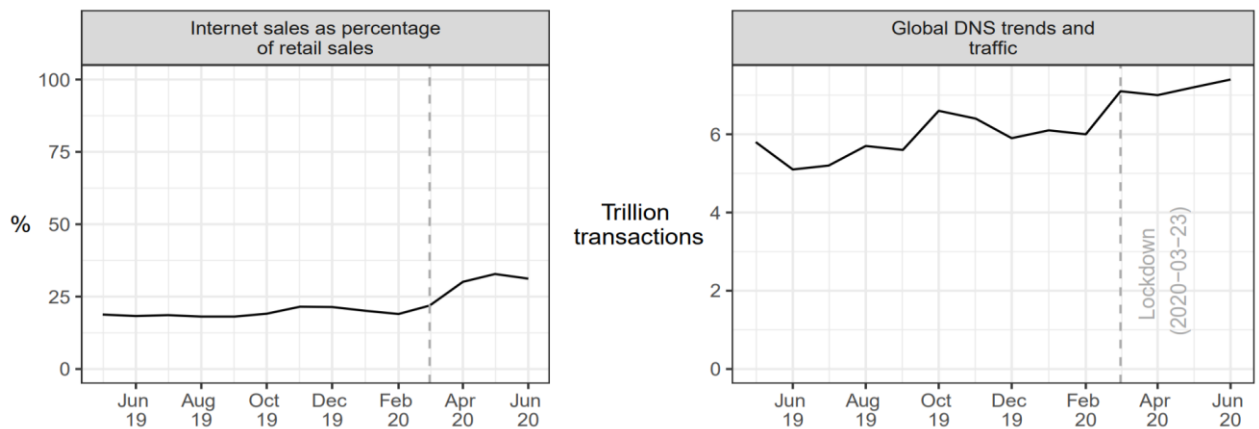 Internet sales as percentage
of retail sales
%
100
75
50
25
0
Jun
19
Aug
19
Oct
19
Dec
19
Feb
20
Apr
20
Jun
20
Global DNS trends and
traffic
Trillion
transactions
6
4
2
0
Lockdown
(2020−03−23)
Jun
19
Aug
19
Oct
19
Dec
19
Feb
20
Apr
20
Jun
20